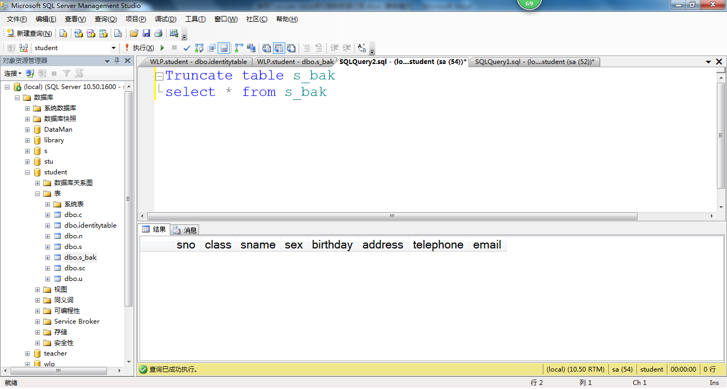 Microsoft SQL Server Management Studio
69
文件(F) 编辑(E) 查看(V) 查询(Q) 项目(P) 调试(D) 工具(T) 窗口(W) 社区(C) 帮助(H)
新建查询(N)
student 执行(X)
对象资源管理器
WLP.student - dbo.identitytable WLP.student - dbo.s_bak SQLQuery2.sql - (lo....student (sa (54))* SQLQuery1.sql - (lo....student (sa (52))*
连接
(local) (SQL Server 10.50.1600 -
数据库
系统数据库
数据库快照
DataMan
library
s
stu
student
数据库关系图
表
系统表
dbo.c
dbo.identitytable
dbo.n
dbo.s
dbo.s_bak
dbo.sc
dbo.u
视图
同义词
可编程性
Service Broker
存储
安全性
teacher
wlp
Truncate table s_bak
select * from s_bak
结果 消息
sno class sname sex birthday address telephone email
查询已成功执行。 (local) (10.50 RTM) sa (54) student 00:00:00 0 行
就绪 行 2 列 1 Ch 1 Ins